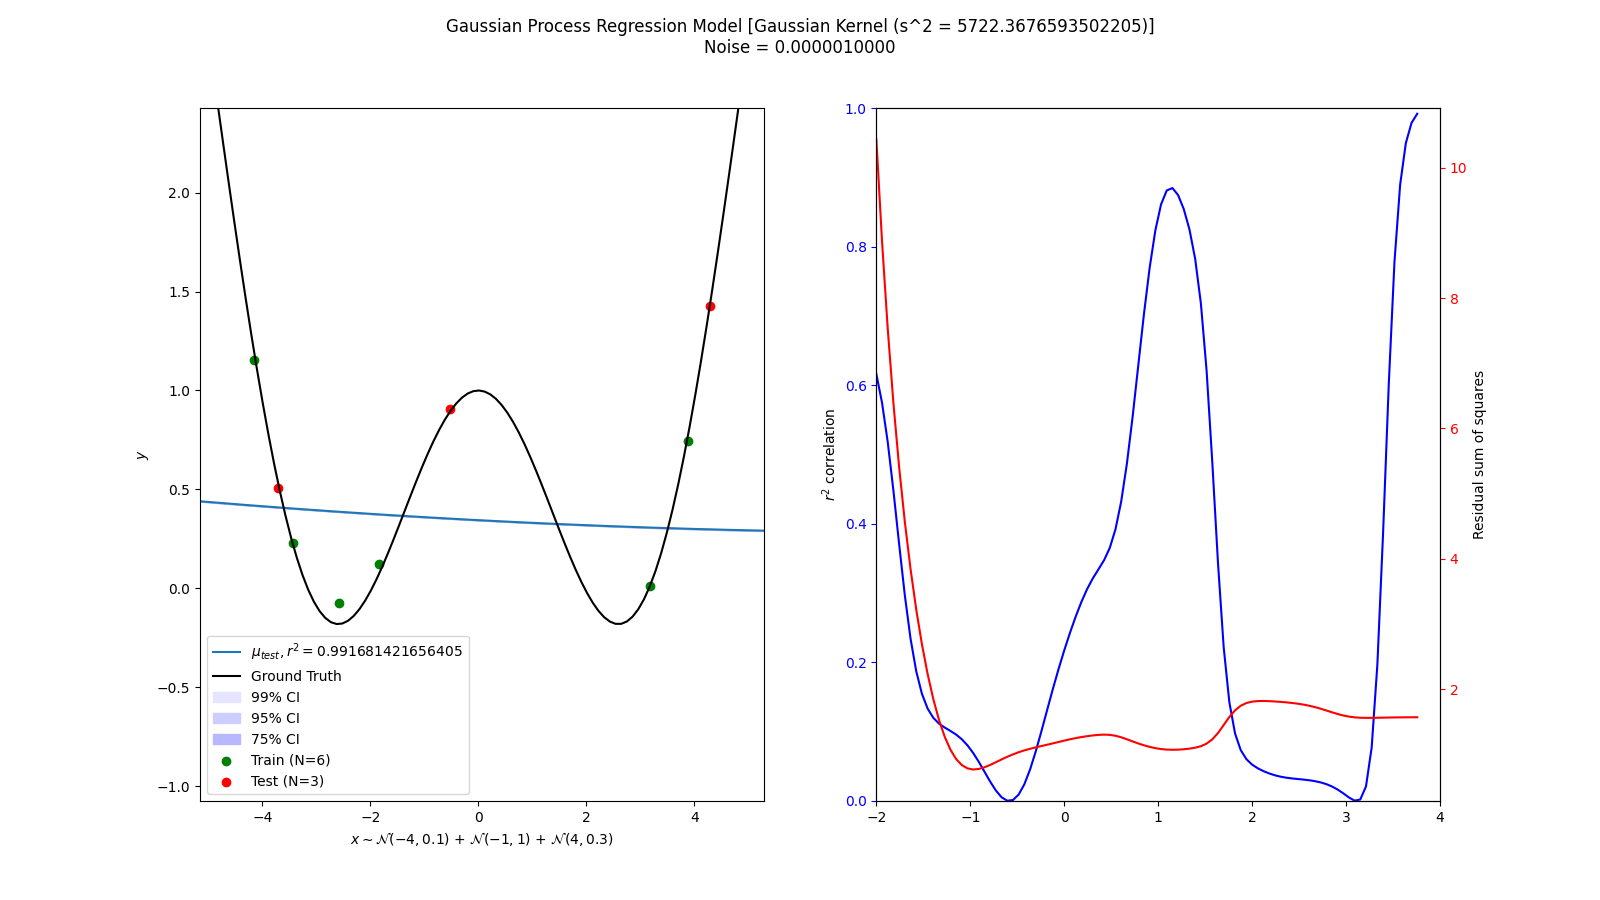 Gaussian Process Regression Model [Gaussian Kernel (s^2 = 5722.3676593502205)]
Noise = 0.0000010000
2.0
1.5
1.0
0.5
0.0
−0.5
−1.0
y
μ_test, r² = 0.991681421656405
Ground Truth
99% CI
95% CI
75% CI
Train (N=6)
Test (N=3)
−4 −2 0 2 4
x ~ 𝒩(−4, 0.1) + 𝒩(−1, 1) + 𝒩(4, 0.3)
1.0
0.8
0.6
0.4
0.2
0.0
r² correlation
−2 −1 0 1 2 3 4
10
8
6
4
2
Residual sum of squares